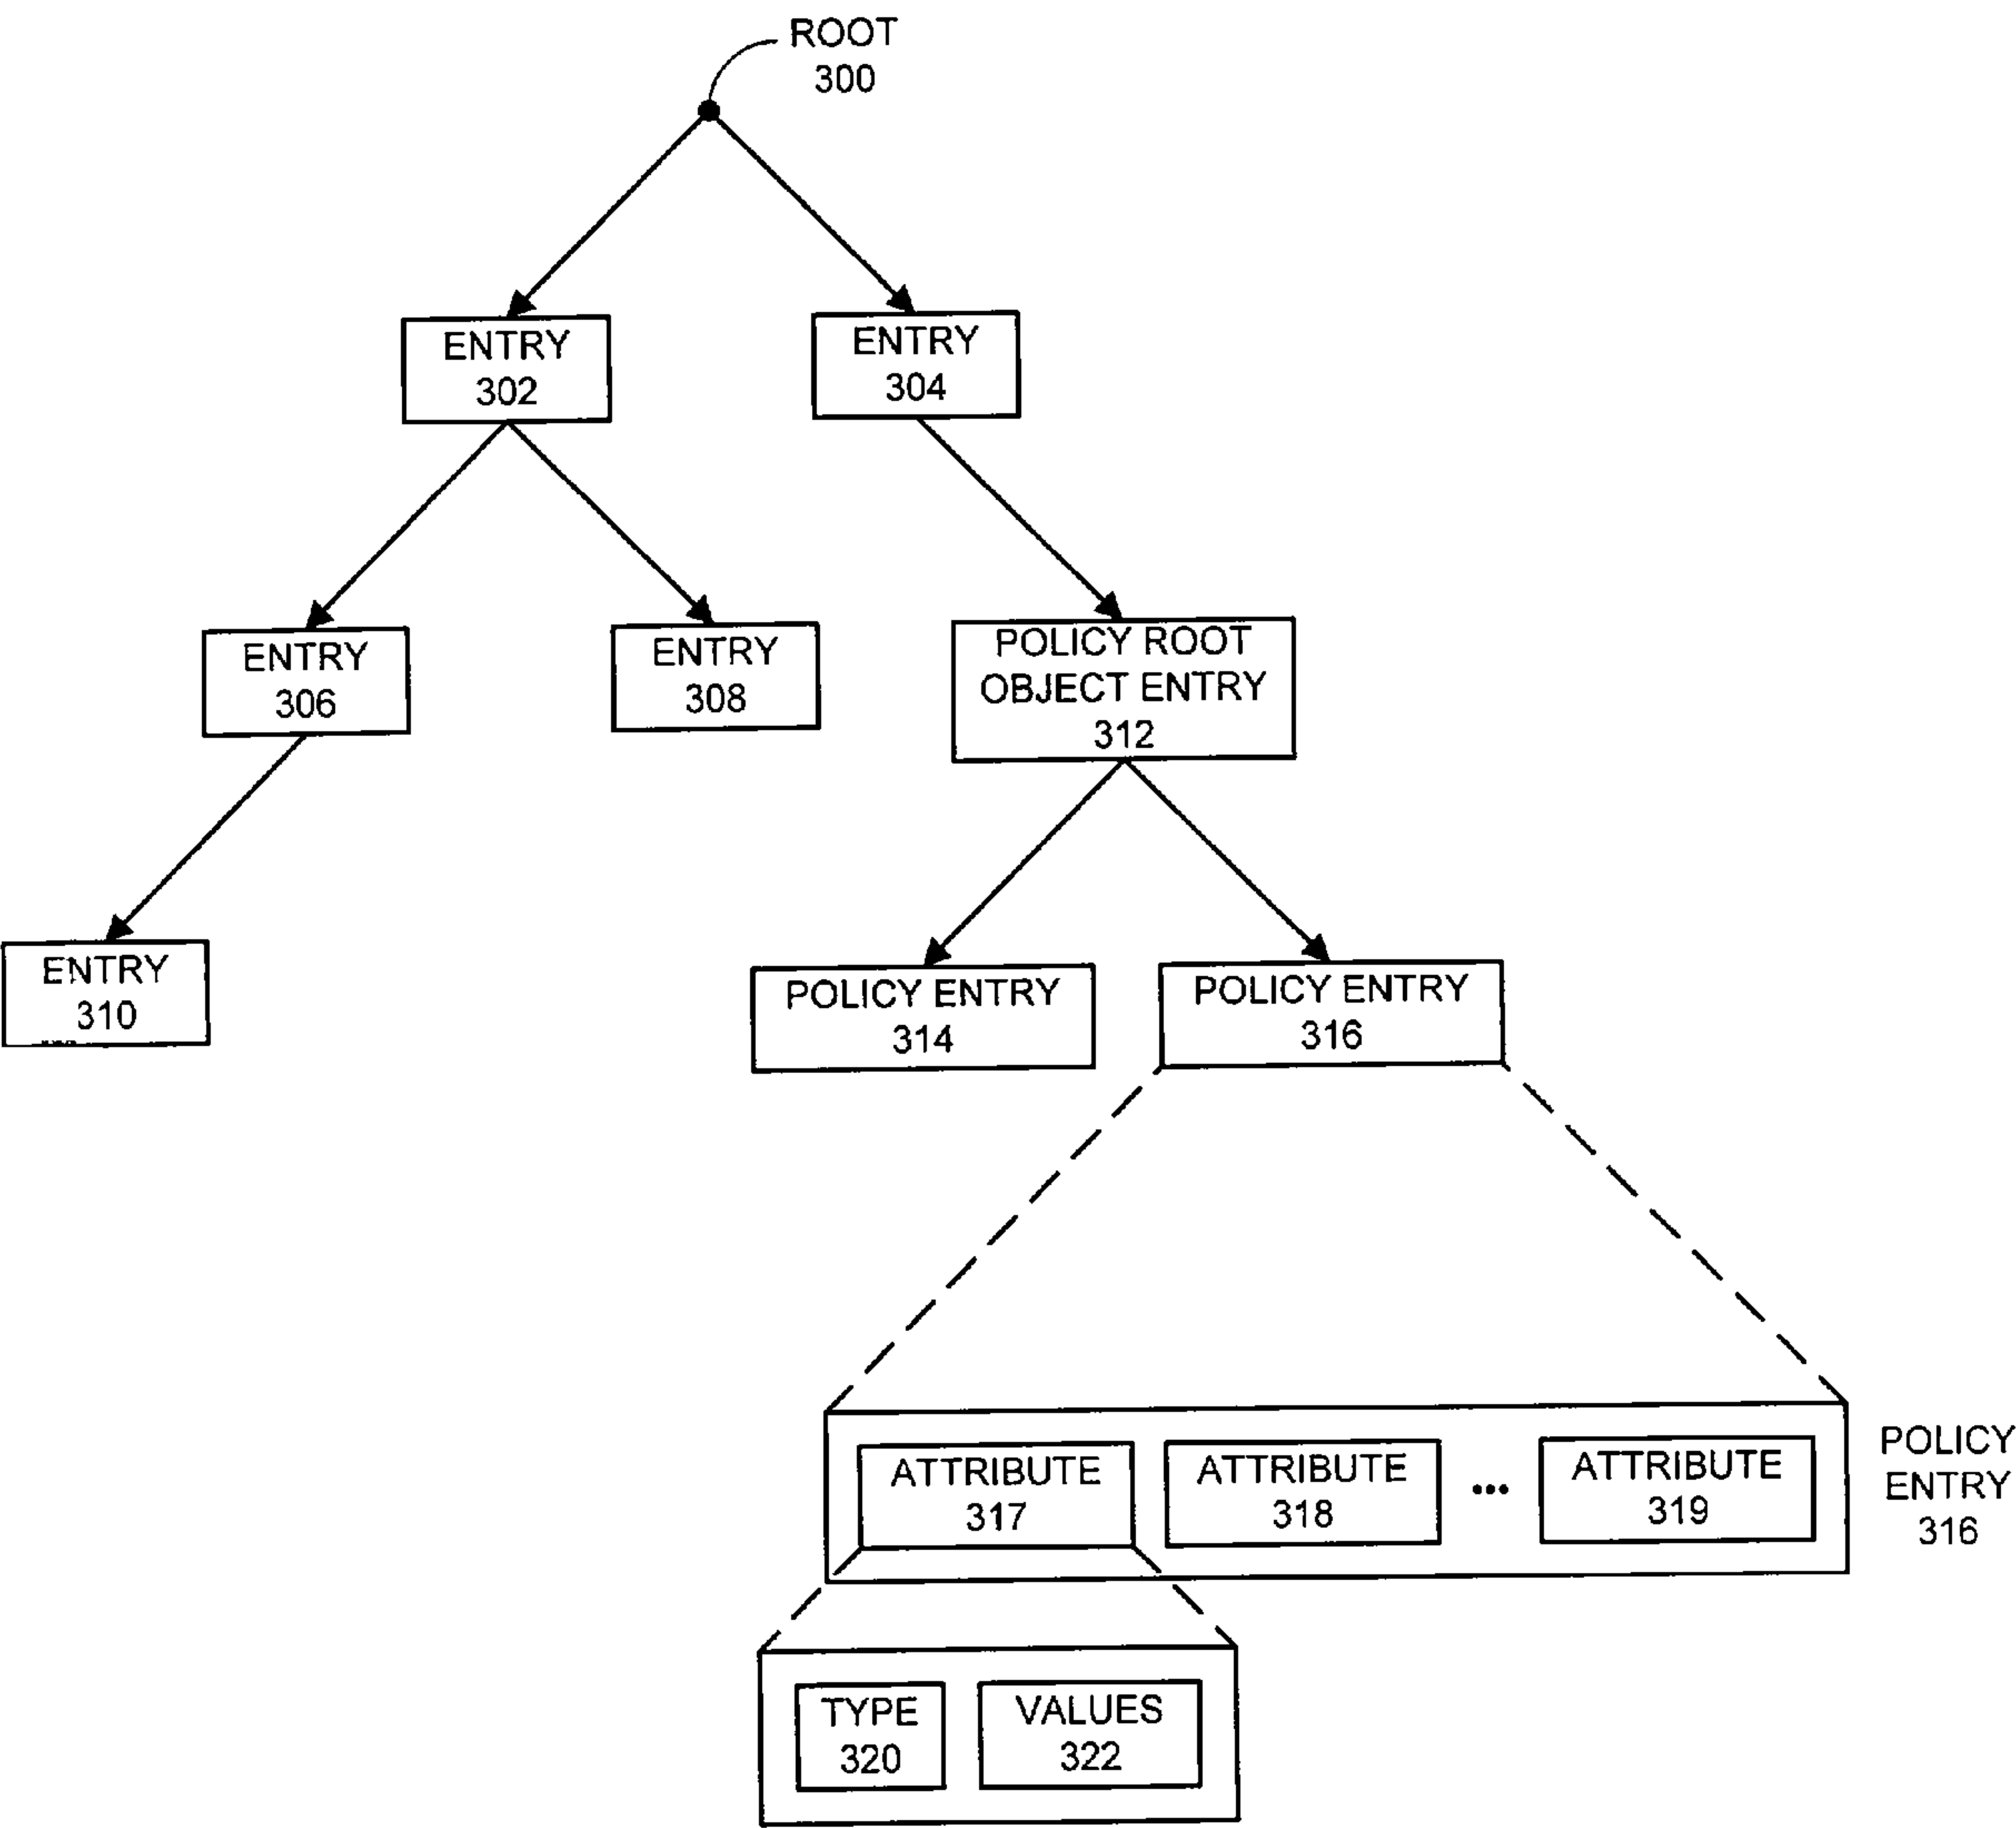 ROOT
300
ENTRY
302
ENTRY
304
ENTRY
306
ENTRY
308
POLICY ROOT
OBJECT ENTRY
312
ENTRY
310
POLICY ENTRY
314
POLICY ENTRY
316
ATTRIBUTE
317
ATTRIBUTE
318
...
ATTRIBUTE
319
POLICY
ENTRY
316
TYPE
320
VALUES
322